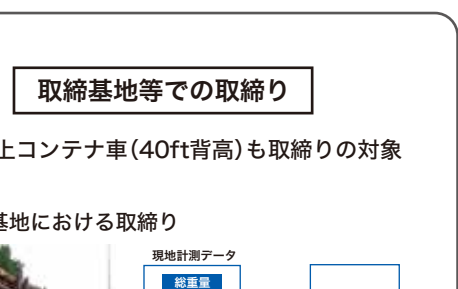 取締基地等での取締り
上コンテナ車(40ft背高)も取締りの対象
基地における取締り
現地計測データ
総重量